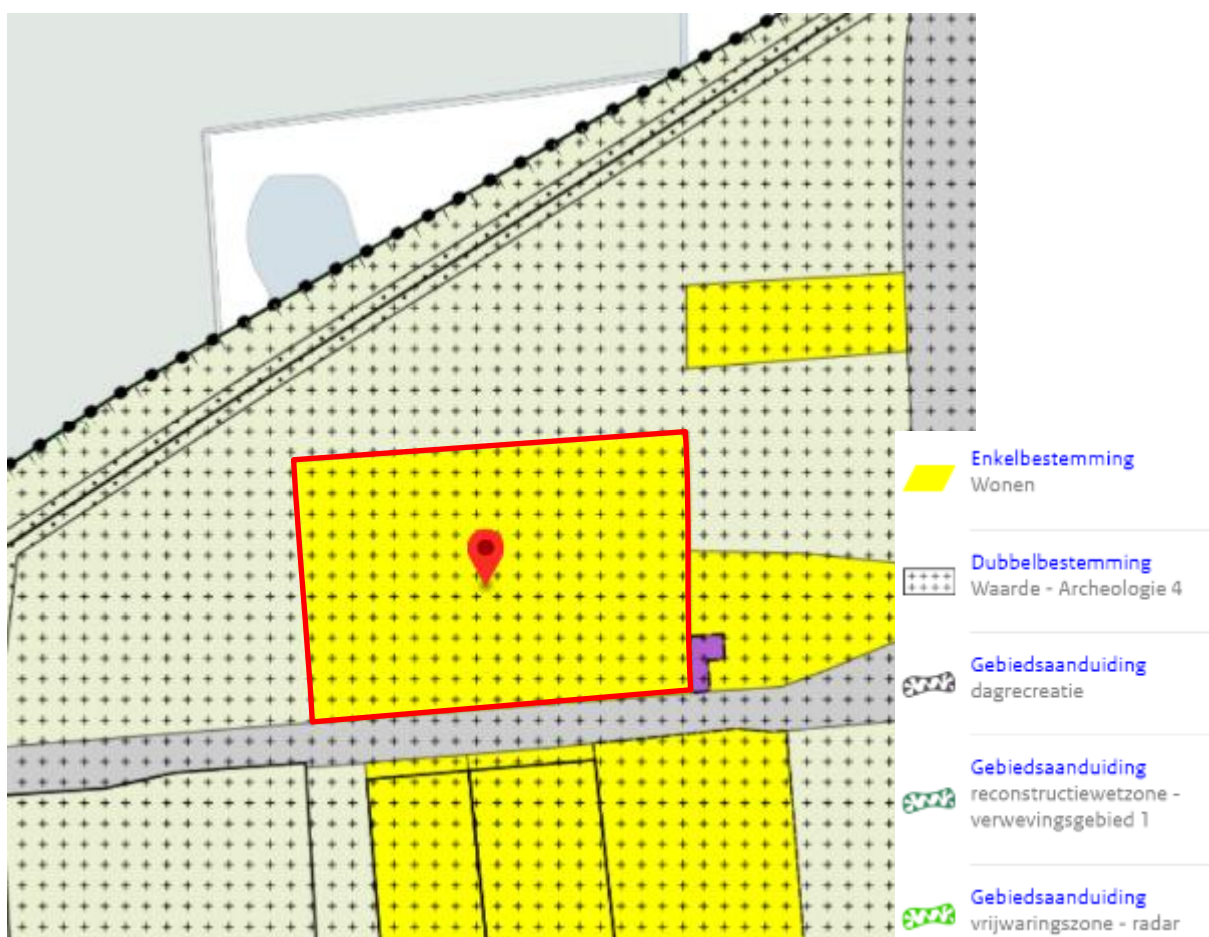 Enkelbestemming
Wonen
Dubbelbestemming
Waarde - Archeologie 4
Gebiedsaanduiding
dagrecreatie
Gebiedsaanduiding
reconstructiewetzone -
verwevingsgebied 1
Gebiedsaanduiding
vrijwaringszone - radar